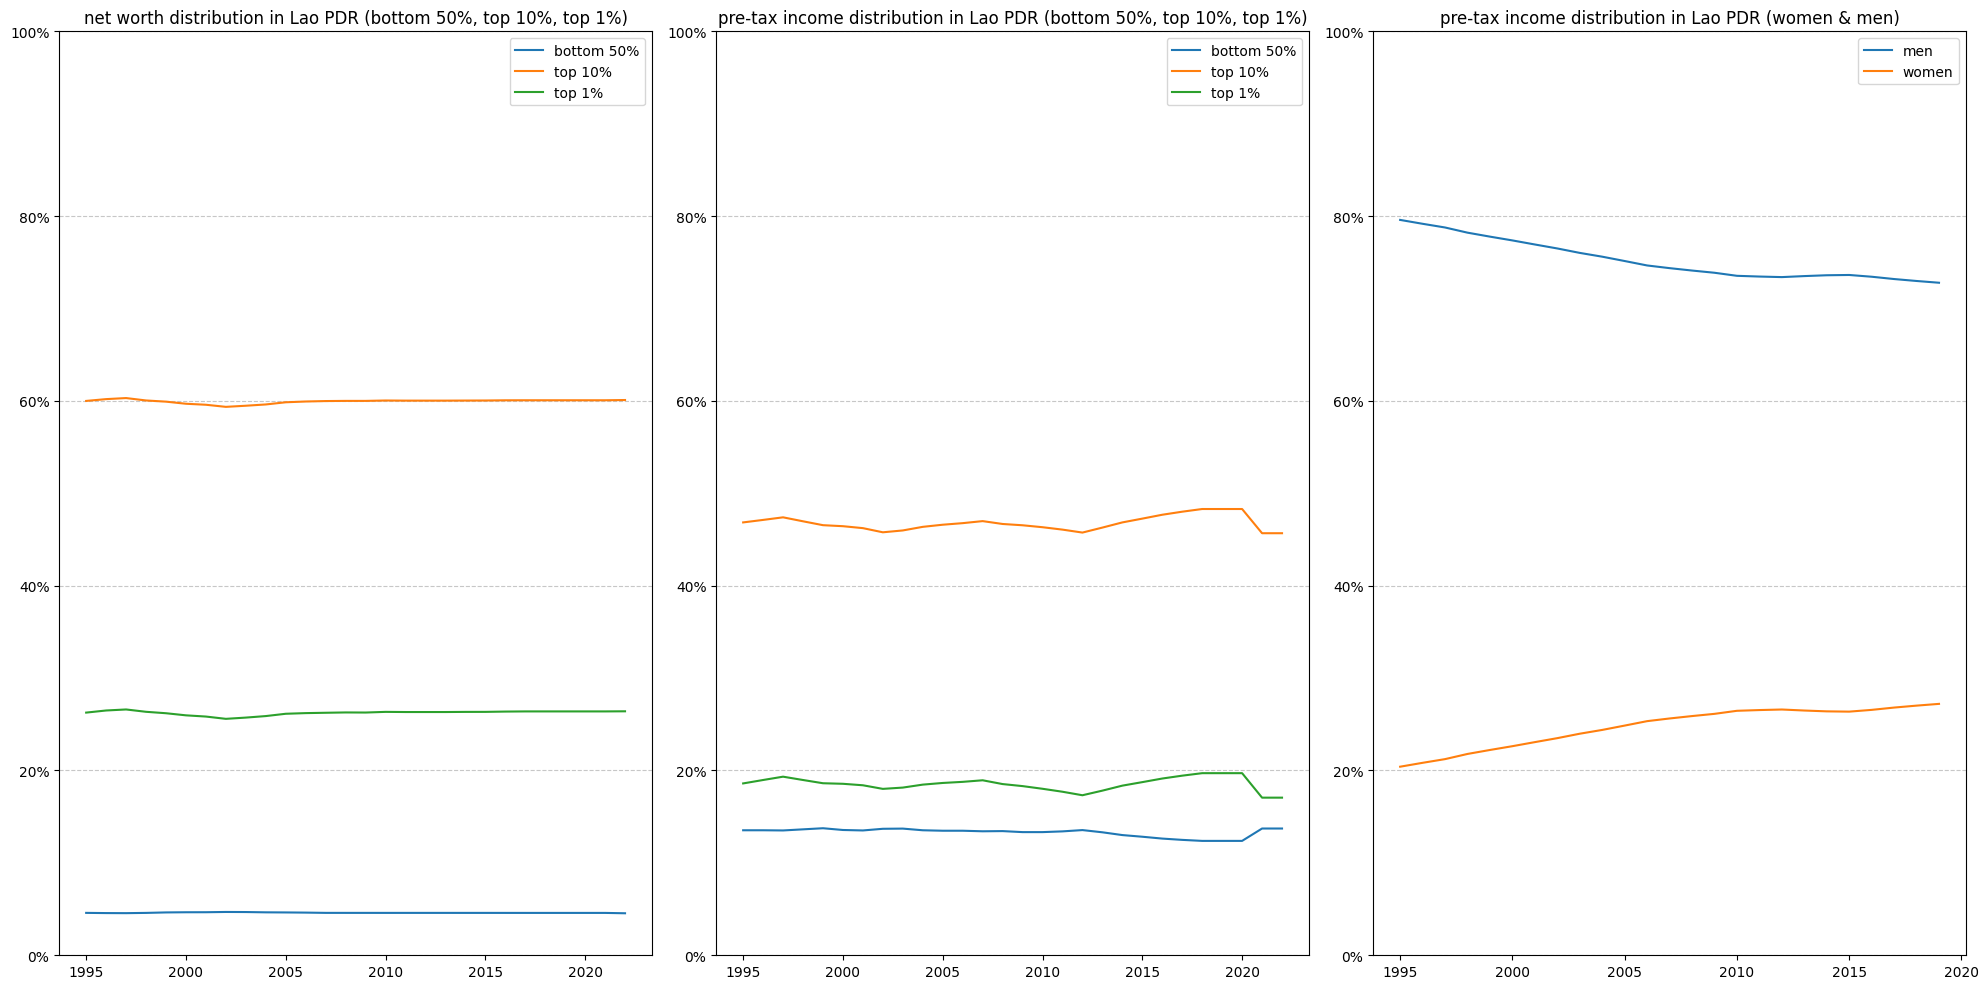 net worth distribution in Lao PDR (bottom 50%, top 10%, top 1%)
100%
80%
60%
40%
20%
0%
1995 2000 2005 2010 2015 2020
bottom 50%
top 10%
top 1%
pre-tax income distribution in Lao PDR (bottom 50%, top 10%, top 1%)
100%
80%
60%
40%
20%
0%
1995 2000 2005 2010 2015 2020
bottom 50%
top 10%
top 1%
pre-tax income distribution in Lao PDR (women & men)
100%
80%
60%
40%
20%
0%
1995 2000 2005 2010 2015 2020
men
women